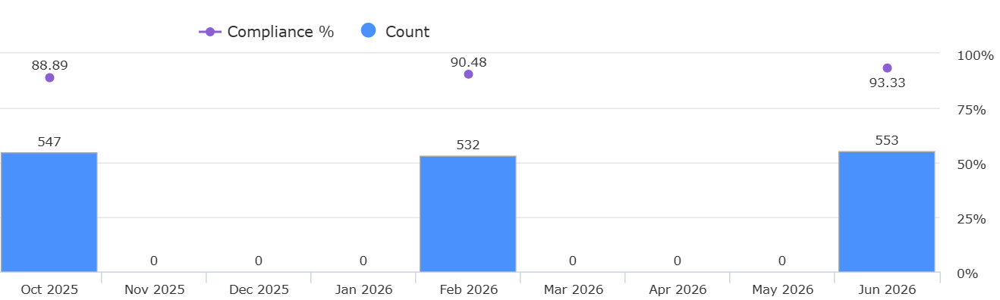 Compliance % Count
100%
88.89 90.48 93.33
75%
547 532 553
50%
25%
0 0 0 0 0 0
0%
Oct 2025 Nov 2025 Dec 2025 Jan 2026 Feb 2026 Mar 2026 Apr 2026 May 2026 Jun 2026